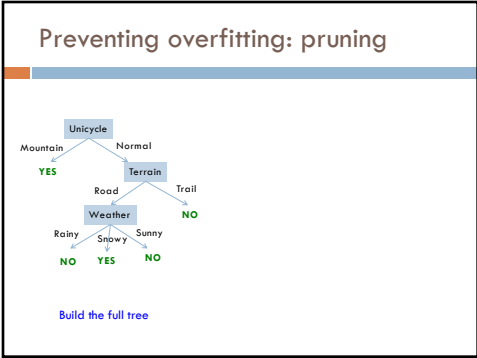 Preventing overfitting: pruning
Unicycle
Mountain Normal
YES Terrain
Road Trail
Weather NO
Rainy Snowy Sunny
NO YES NO
Build the full tree